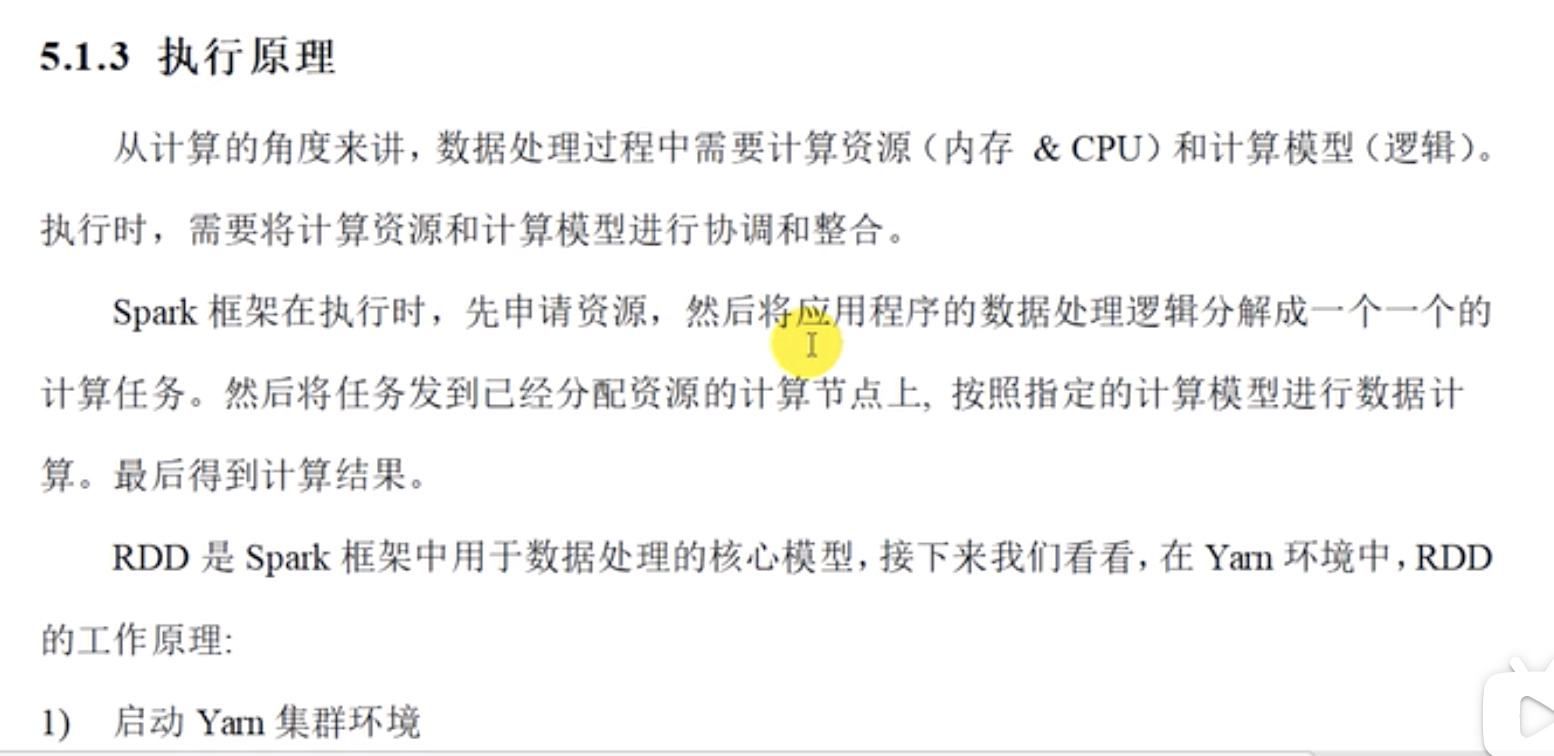 5.1.3 执行原理
从计算的角度来讲，数据处理过程中需要计算资源（内存 & CPU）和计算模型（逻辑）。
执行时，需要将计算资源和计算模型进行协调和整合。
Spark 框架在执行时，先申请资源，然后将应用程序的数据处理逻辑分解成一个一个的
计算任务。然后将任务发到已经分配资源的计算节点上, 按照指定的计算模型进行数据计
算。最后得到计算结果。
RDD 是 Spark 框架中用于数据处理的核心模型，接下来我们看看，在 Yarn 环境中，RDD
的工作原理:
1) 启动 Yarn 集群环境